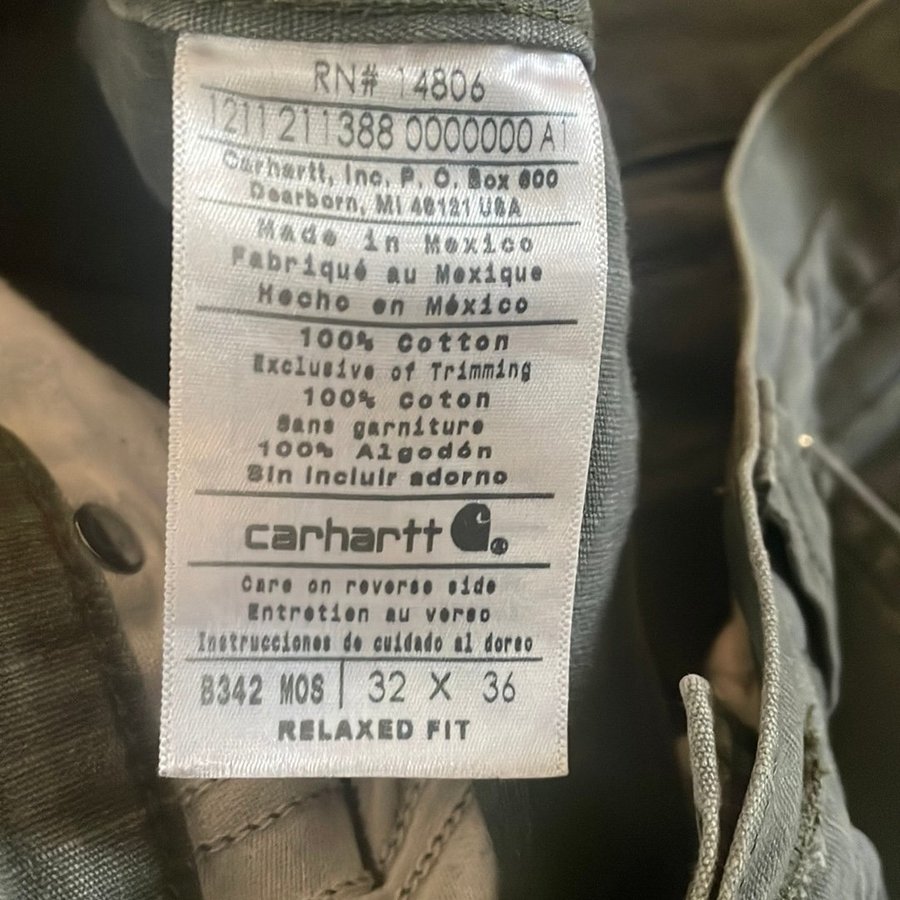 RN# 14806
1211211388 0000000 A1
Carhartt, Inc. P. O. Box 600
Dearborn, MI 48121 USA
Made in Mexico
Fabriqué au Mexique
Hecho en México
100% Cotton
Exclusive of Trimming
100% Coton
Sans garniture
100% Algodón
Sin incluir adorno
carhartt
Care on reverse side
Entretien au verso
Instrucciones de cuidado al dorso
B342 MOS | 32 X 36
RELAXED FIT